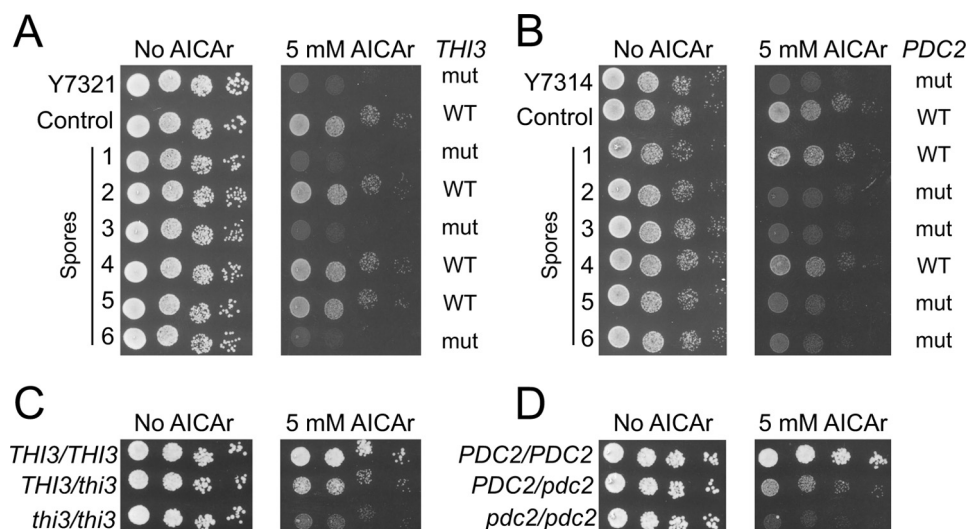 A
No AICAr 5 mM AICAr THI3
Y7321 mut
Control WT
1 mut
2 WT
3 mut
4 WT
5 WT
6 mut
Spores
B
No AICAr 5 mM AICAr PDC2
Y7314 mut
Control WT
1 WT
2 mut
3 mut
4 WT
5 mut
6 mut
Spores
C
No AICAr 5 mM AICAr
THI3/THI3
THI3/thi3
thi3/thi3
D
No AICAr 5 mM AICAr
PDC2/PDC2
PDC2/pdc2
pdc2/pdc2